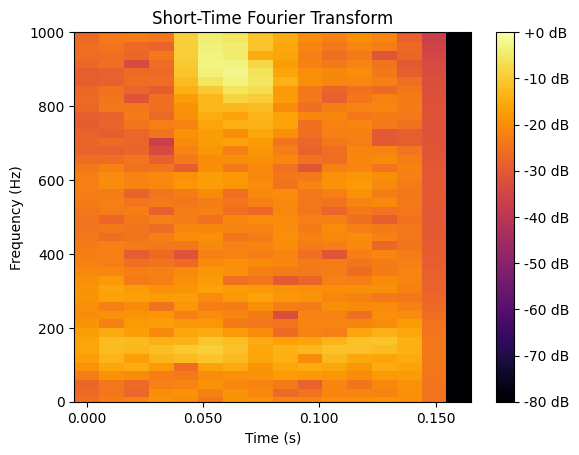 Short-Time Fourier Transform
Frequency (Hz)
1000
800
600
400
200
0
0.000
0.050
0.100
0.150
Time (s)
+0 dB
-10 dB
-20 dB
-30 dB
-40 dB
-50 dB
-60 dB
-70 dB
-80 dB